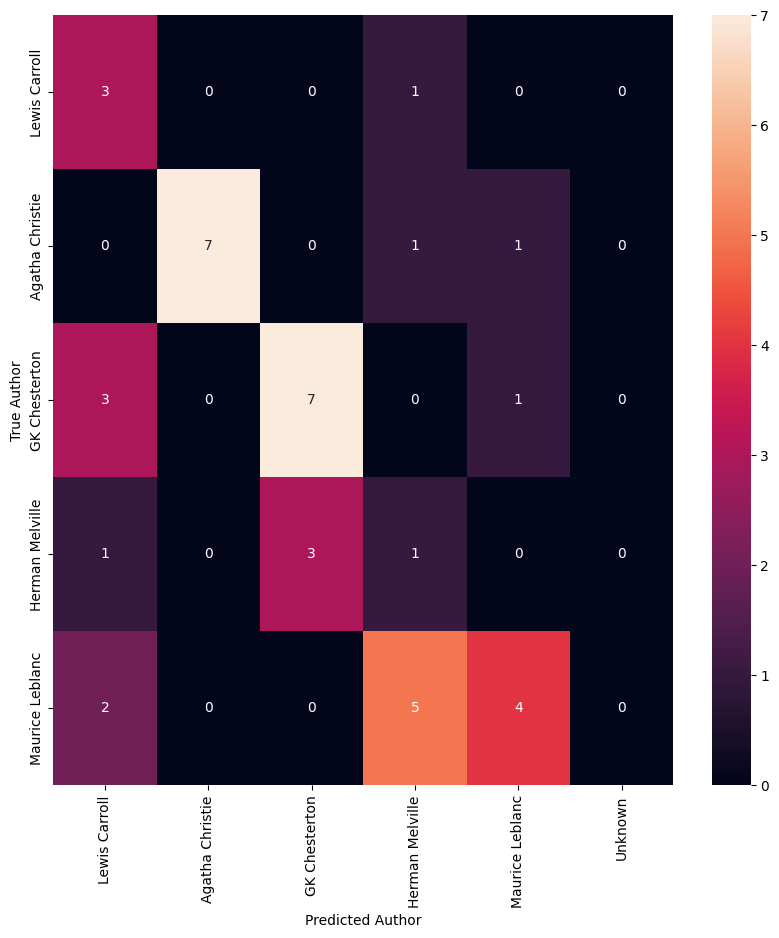 Lewis Carroll 3 0 0 1 0 0
Agatha Christie 0 7 0 1 1 0
GK Chesterton 3 0 7 0 1 0
Herman Melville 1 0 3 1 0 0
Maurice Leblanc 2 0 0 5 4 0
True Author
Lewis Carroll
Agatha Christie
GK Chesterton
Herman Melville
Maurice Leblanc
Unknown
Predicted Author
7
6
5
4
3
2
1
0